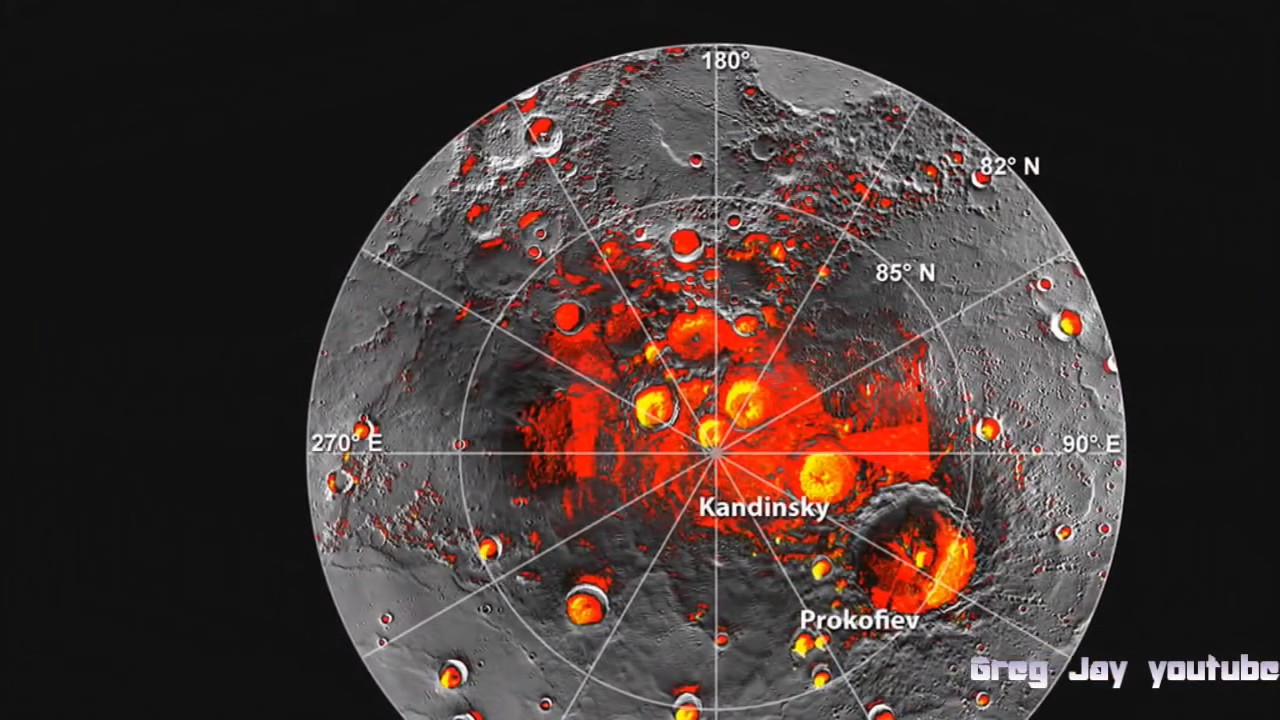 180°
82° N
85° N
270° E
90° E
Kandinsky
Prokofiev
Greg Jay youtube